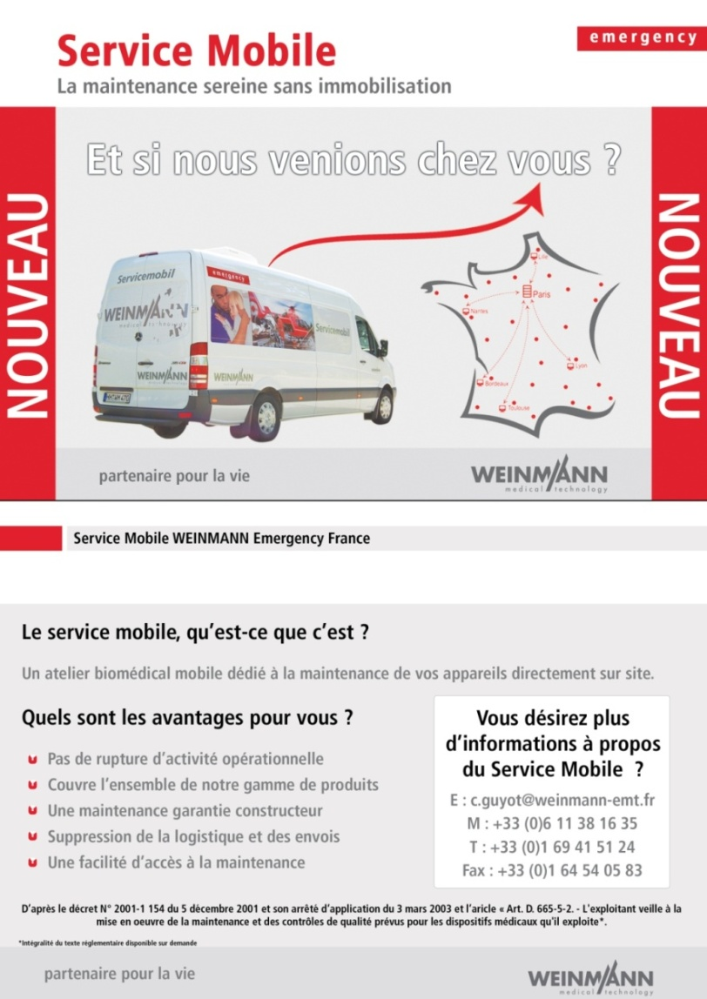 Service Mobile
emergency
La maintenance sereine sans immobilisation
NOUVEAU
Et si nous venions chez vous ?
NOUVEAU
Servicemobil
emergency
WEINMANN
medical technology
Servicemobil
WEINMANN
WEINMANN
Lille
Paris
Nantes
Lyon
Bordeaux
Toulouse
partenaire pour la vie
WEINMANN
medical technology
Service Mobile WEINMANN Emergency France
Le service mobile, qu’est-ce que c’est ?
Un atelier biomédical mobile dédié à la maintenance de vos appareils directement sur site.
Quels sont les avantages pour vous ?
Pas de rupture d’activité opérationnelle
Couvre l’ensemble de notre gamme de produits
Une maintenance garantie constructeur
Suppression de la logistique et des envois
Une facilité d’accès à la maintenance
Vous désirez plus
d’informations à propos
du Service Mobile ?
E : c.guyot@weinmann-emt.fr
M : +33 (0)6 11 38 16 35
T : +33 (0)1 69 41 51 24
Fax : +33 (0)1 64 54 05 83
D’après le décret N° 2001-1 154 du 5 décembre 2001 et son arrêté d’application du 3 mars 2003 et l’aricle « Art. D. 665-5-2. - L'exploitant veille à la
mise en oeuvre de la maintenance et des contrôles de qualité prévus pour les dispositifs médicaux qu'il exploite*.
*Intégralité du texte réglementaire disponible sur demande
partenaire pour la vie
WEINMANN
medical technology